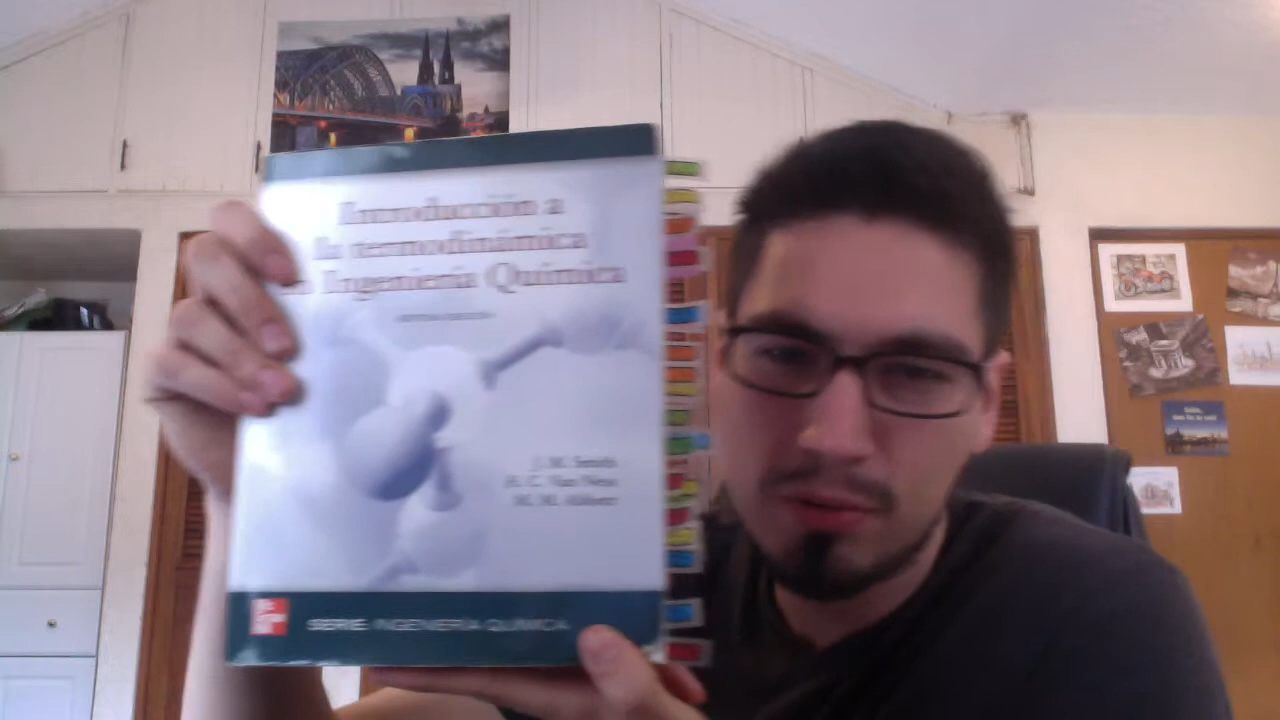 Introducción a
la termodinámica
en Ingeniería Química
J. M. Smith
H. C. Van Ness
M. M. Abbott
SERIE INGENIERÍA QUÍMICA